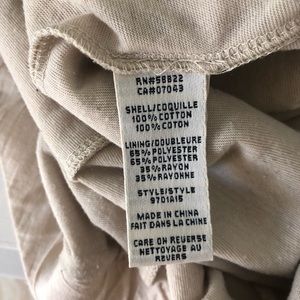 RN#58822
CA#07043
SHELL/COQUILLE
100% COTTON
100% COTON
LINING/DOUBLEURE
65% POLYESTER
65% POLYESTER
35% RAYON
35% RAYONNE
STYLE/STYLE
9701A15
MADE IN CHINA
FAIT DANS LA CHINE
CARE ON REVERSE
NETTOYAGE AU
REVERS